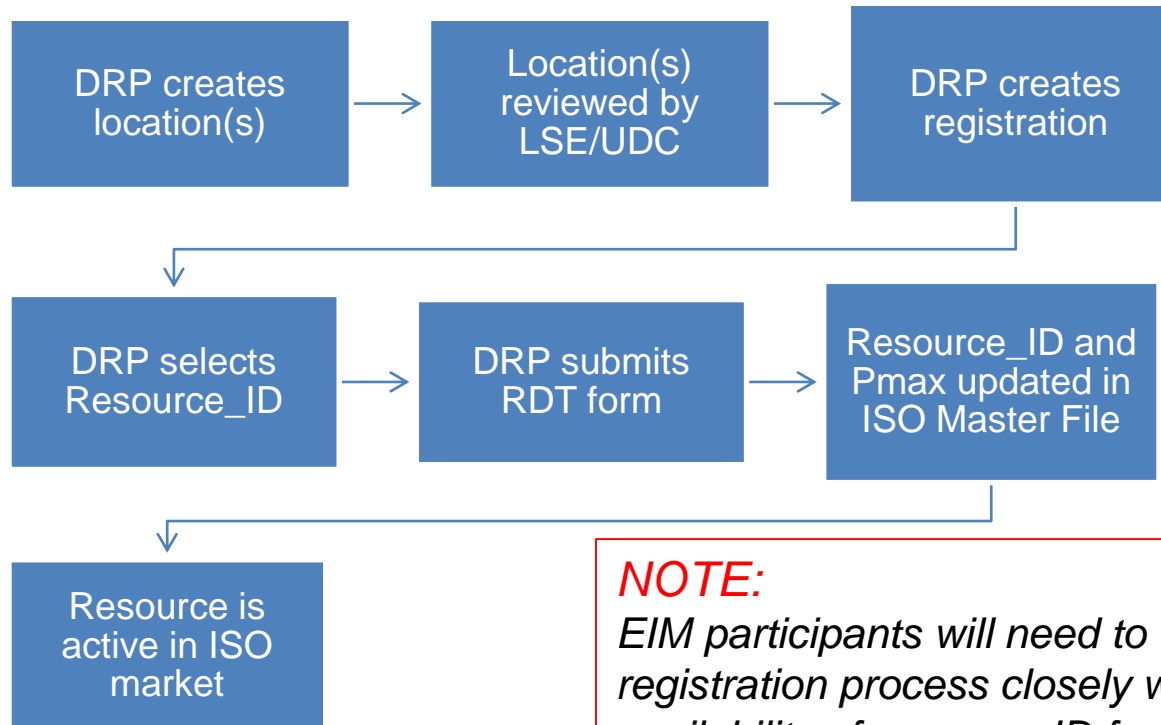 DRP creates
location(s)
Location(s)
reviewed by
LSE/UDC
DRP creates
registration
DRP selects
Resource_ID
DRP submits
RDT form
Resource_ID and
Pmax updated in
ISO Master File
Resource is
active in ISO
market
NOTE:
EIM participants will need to
registration process closely